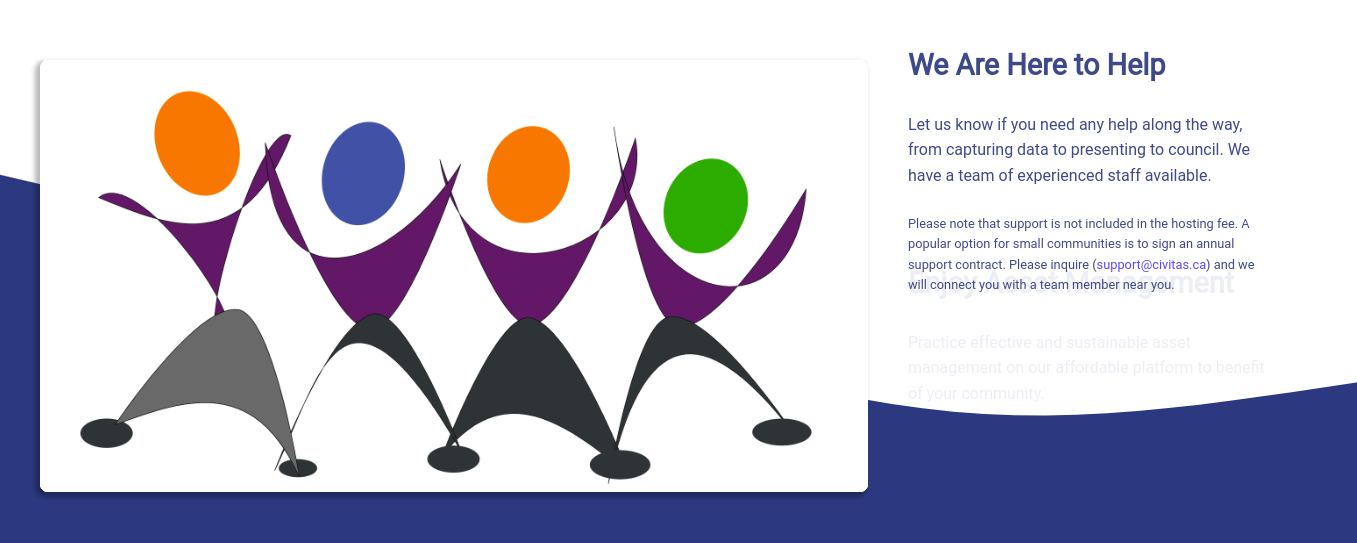 We Are Here to Help
Let us know if you need any help along the way,
from capturing data to presenting to council. We
have a team of experienced staff available.
Please note that support is not included in the hosting fee. A
popular option for small communities is to sign an annual
support contract. Please inquire (support@civitas.ca) and we
will connect you with a team member near you.
Enjoy Asset Management
Practice effective and sustainable asset
management on our affordable platform to benefit
of your community.